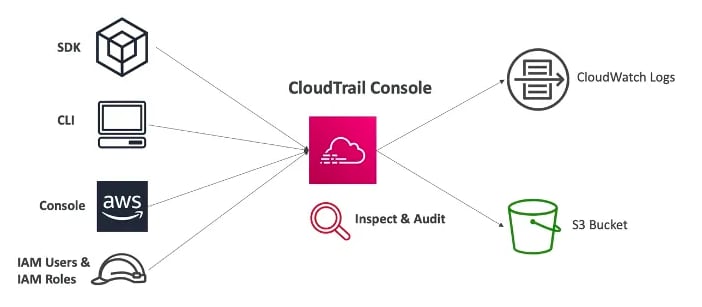 SDK
CLI
Console
aws
IAM Users &
IAM Roles
CloudTrail Console
Inspect & Audit
CloudWatch Logs
S3 Bucket